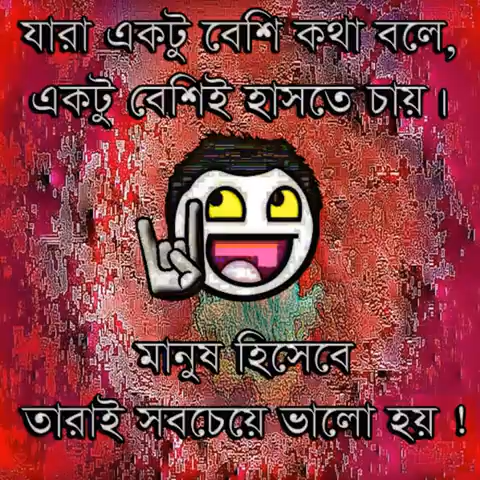 যারা একটু বেশি কথা বলে,
একটু বেশিই হাসতে চায়।
মানুষ হিসেবে
তারাই সবচেয়ে ভালো হয় !